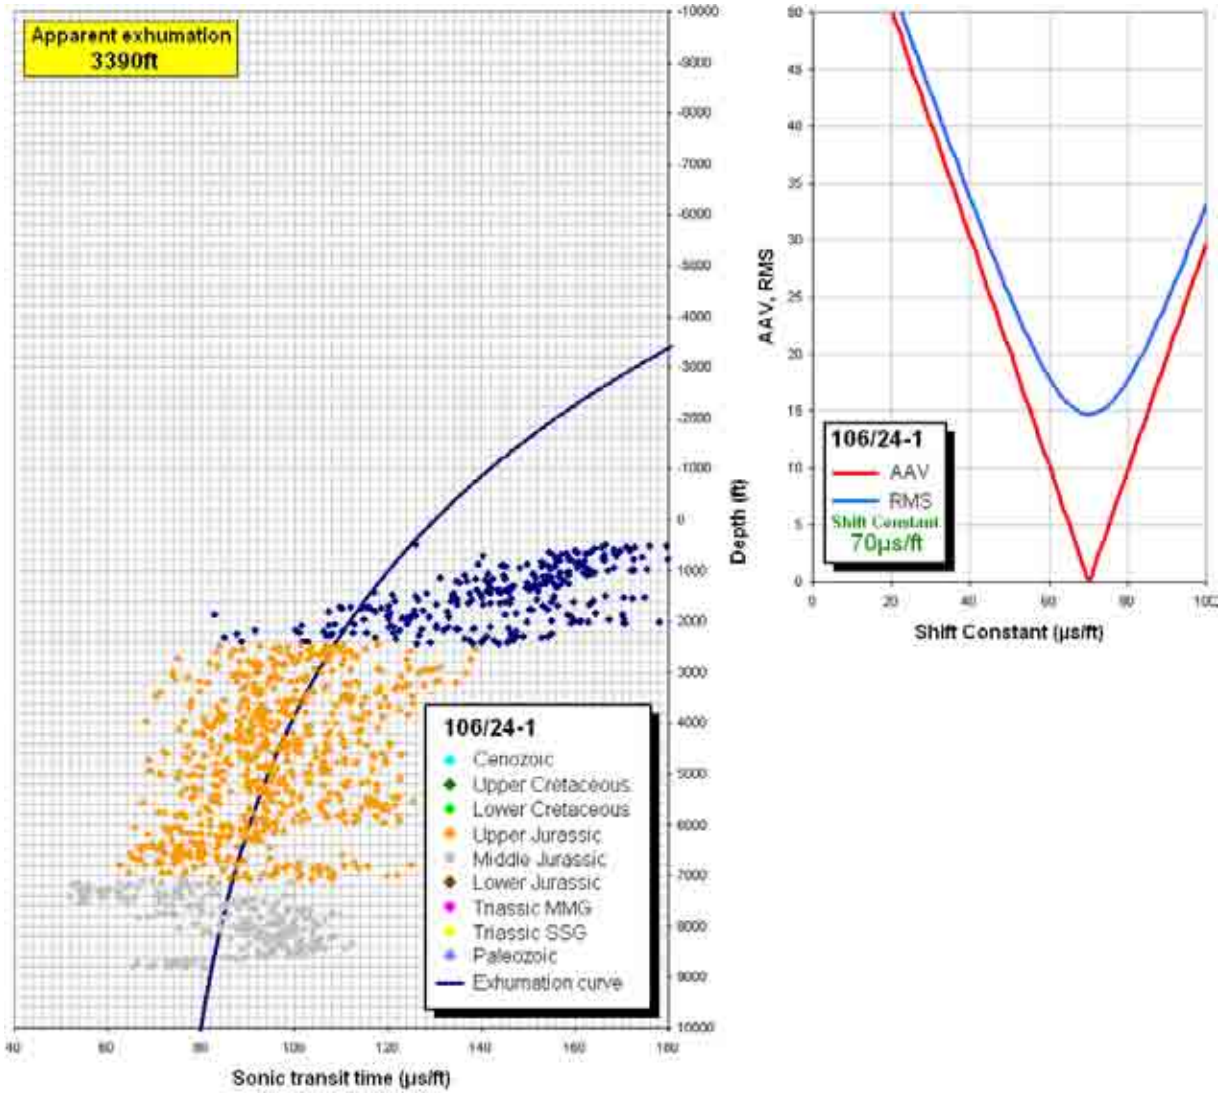 Apparent exhumation
3390ft
-10000
-9000
-8000
-7000
-6000
-5000
-4000
-3000
-2000
-1000
0
1000
2000
3000
4000
5000
6000
7000
8000
9000
10000
Depth (ft)
106/24-1
Cenozoic
Upper Cretaceous
Lower Cretaceous
Upper Jurassic
Middle Jurassic
Lower Jurassic
Triassic MMG
Triassic SSG
Paleozoic
Exhumation curve
40 60 80 100 120 140 160 180
Sonic transit time (µs/ft)
50
45
40
35
30
25
20
15
10
5
0
AAV, RMS
106/24-1
AAV
RMS
Shift Constant
70µs/ft
0 20 40 60 80 100
Shift Constant (µs/ft)